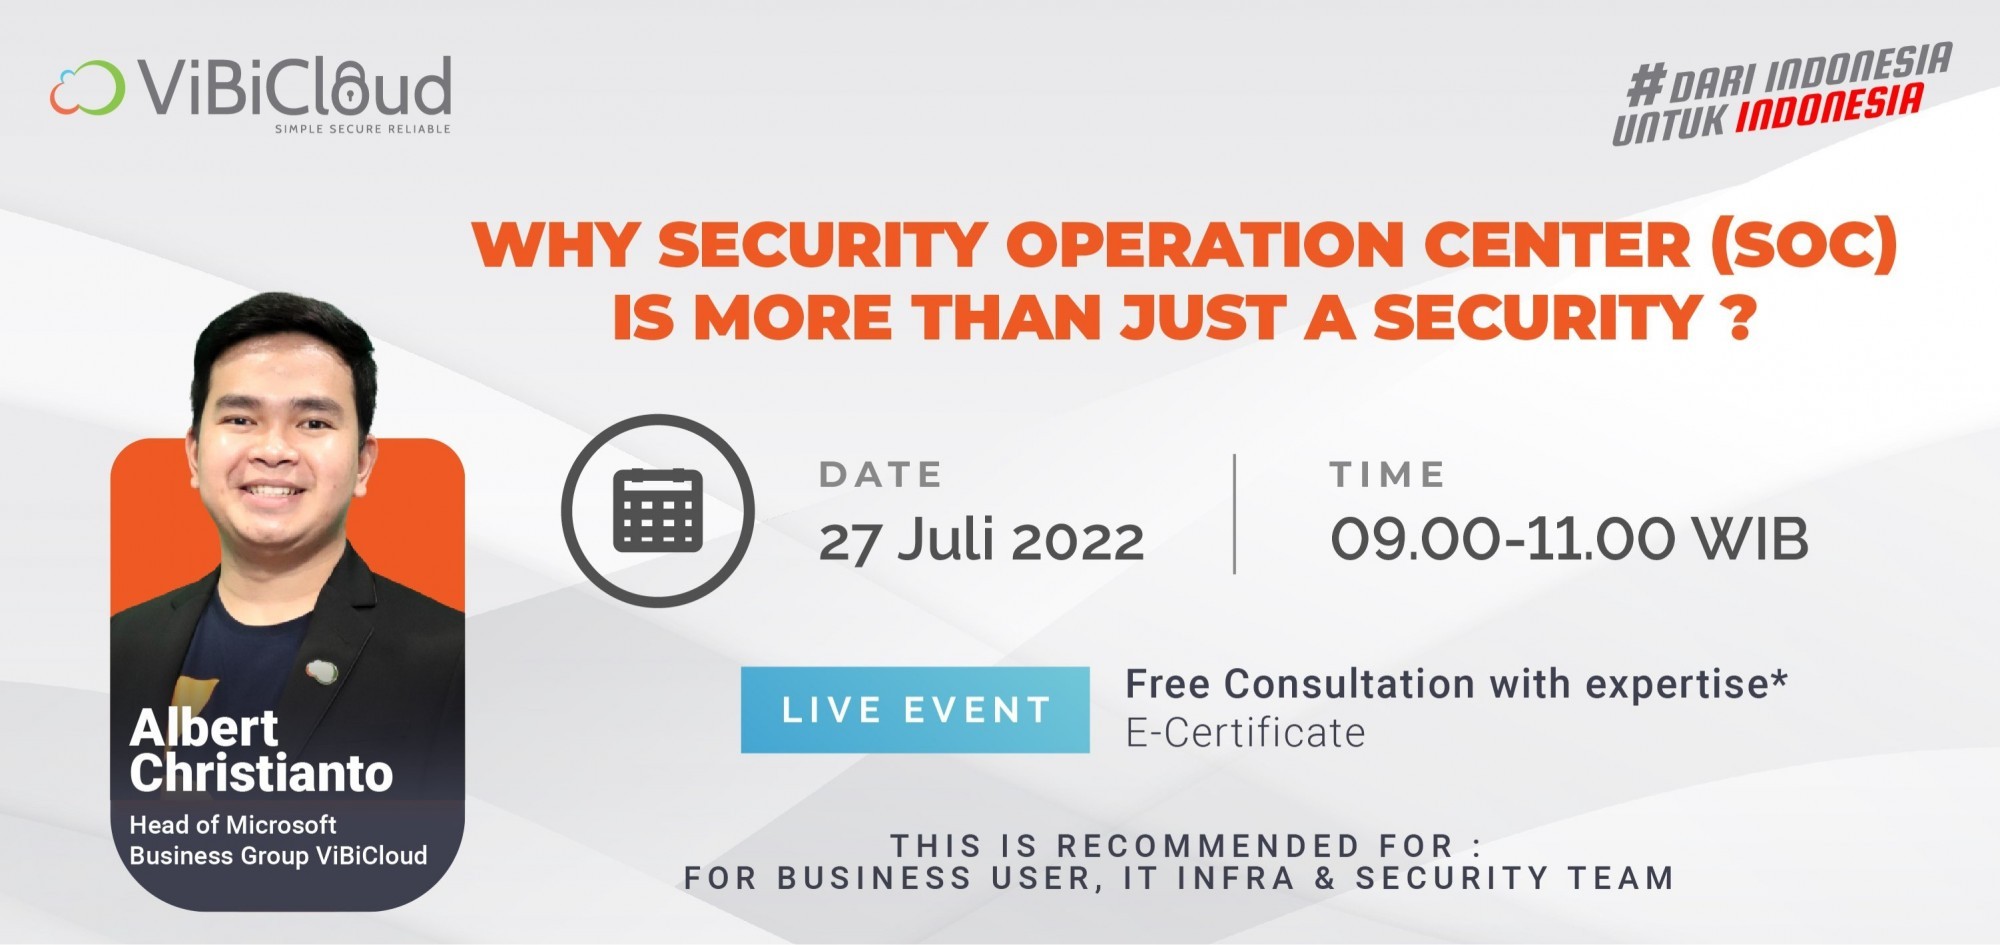 ViBiCloud
SIMPLE SECURE RELIABLE
#DARI INDONESIA
UNTUK INDONESIA
WHY SECURITY OPERATION CENTER (SOC)
IS MORE THAN JUST A SECURITY ?
DATE
27 Juli 2022
TIME
09.00-11.00 WIB
LIVE EVENT
Free Consultation with expertise*
E-Certificate
Albert
Christianto
Head of Microsoft
Business Group ViBiCloud
THIS IS RECOMMENDED FOR :
FOR BUSINESS USER, IT INFRA & SECURITY TEAM